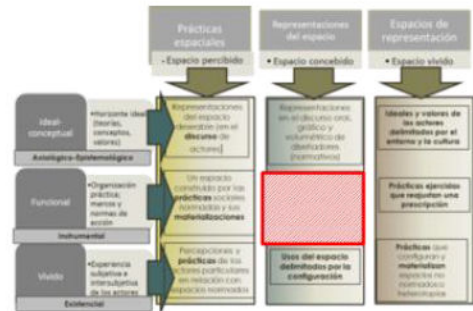 Prácticas
espaciales
- Espacio percibido
Representaciones
del espacio
• Espacio concebido
Espacios de
representación
• Espacio vivido
Ideal-
conceptual
•Horizonte ideal
(teorías,
conceptos,
valores)
Axiológico-Epistemológico
Representaciones
del espacio
deseable (en el
discurso de
actores)
Representaciones
en el discurso oral,
gráfico y
volumétrico de
diseñadores
(normativos)
Ideales y valores de
los actores
delimitados por el
entorno y la cultura
Funcional
•Organización
práctica;
marcos y
normas de
acción
Instrumental
Un espacio
construido por las
prácticas sociales
normadas y sus
materializaciones
Prácticas ejercidas
que reajustan una
prescripción
Vivido
•Experiencia
subjetiva e
intersubjetiva de
los actores
Existencial
Percepciones y
prácticas de los
actores particulares
en relación con
espacios normados
Usos del espacio
delimitados por la
configuración
Prácticas que
configuran y
materializan
espacios no
normados o
heterotopías